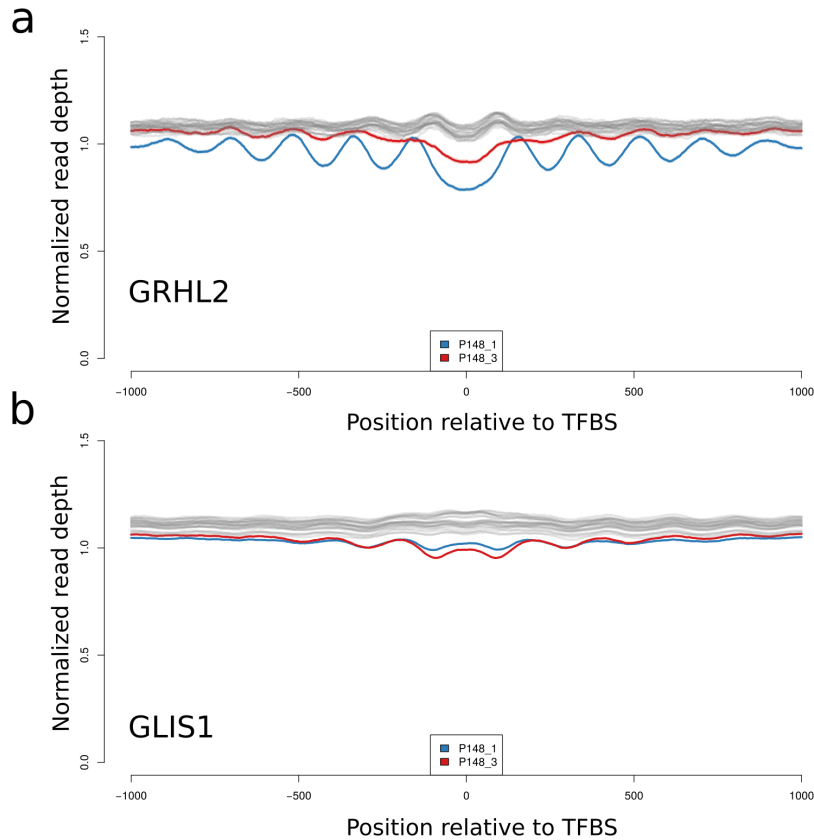 a
Normalized read depth
1.5
1.0
0.5
0.0
GRHL2
P148_1
P148_3
−1000
−500
0
500
1000
Position relative to TFBS
b
Normalized read depth
1.5
1.0
0.5
0.0
GLIS1
P148_1
P148_3
−1000
−500
0
500
1000
Position relative to TFBS